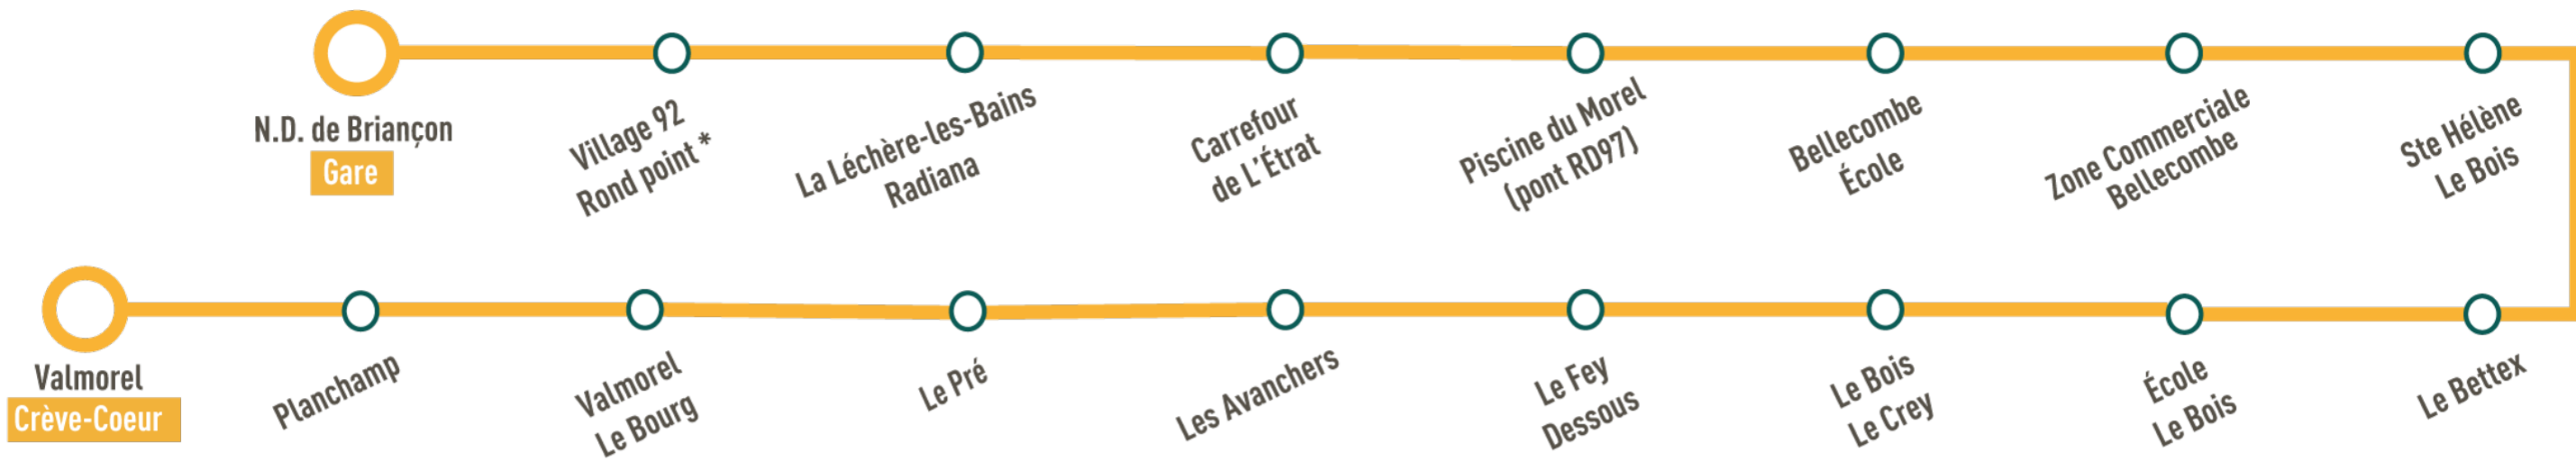 N.D. de Briançon
Gare
Village 92
Rond point *
La Léchère-les-Bains
Radiana
Carrefour
de L'Étrat
Piscine du Morel
(pont RD97)
Bellecombe
École
Zone Commerciale
Bellecombe
Ste Hélène
Le Bois
Valmorel
Crève-Coeur
Planchamp
Valmorel
Le Bourg
Le Pré
Les Avanchers
Le Fey
Dessous
Le Bois
Le Crey
École
Le Bois
Le Bettex